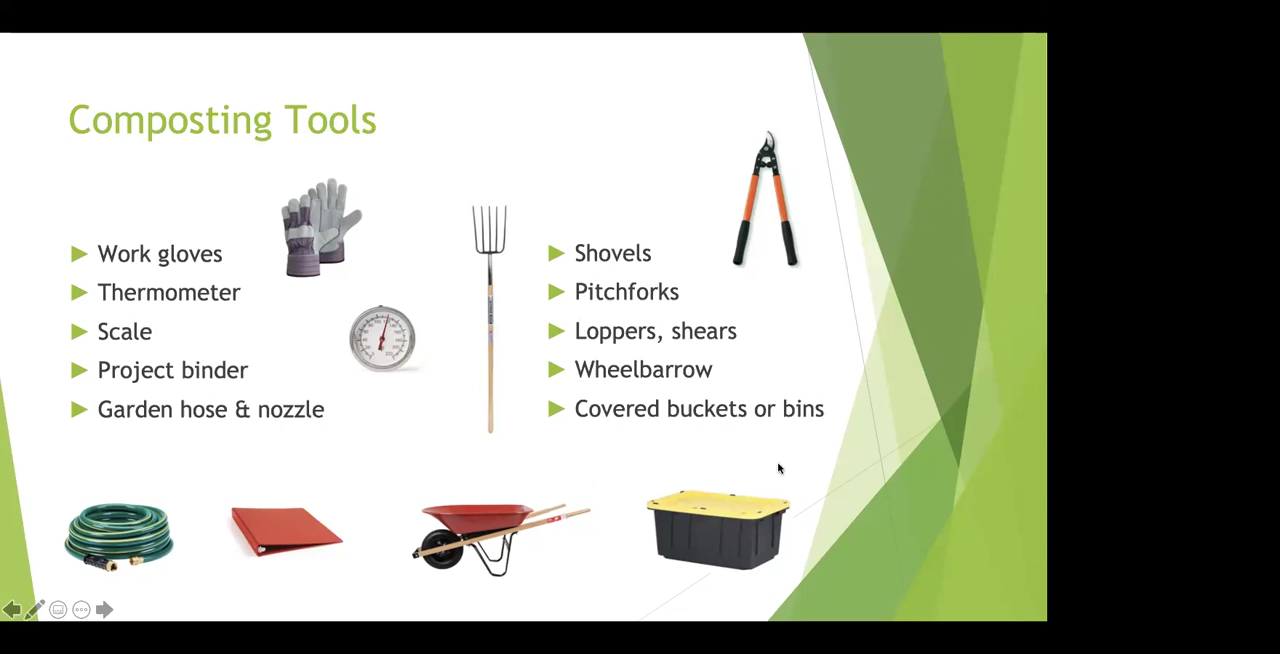 Composting Tools
Work gloves
Thermometer
Scale
Project binder
Garden hose & nozzle
Shovels
Pitchforks
Loppers, shears
Wheelbarrow
Covered buckets or bins